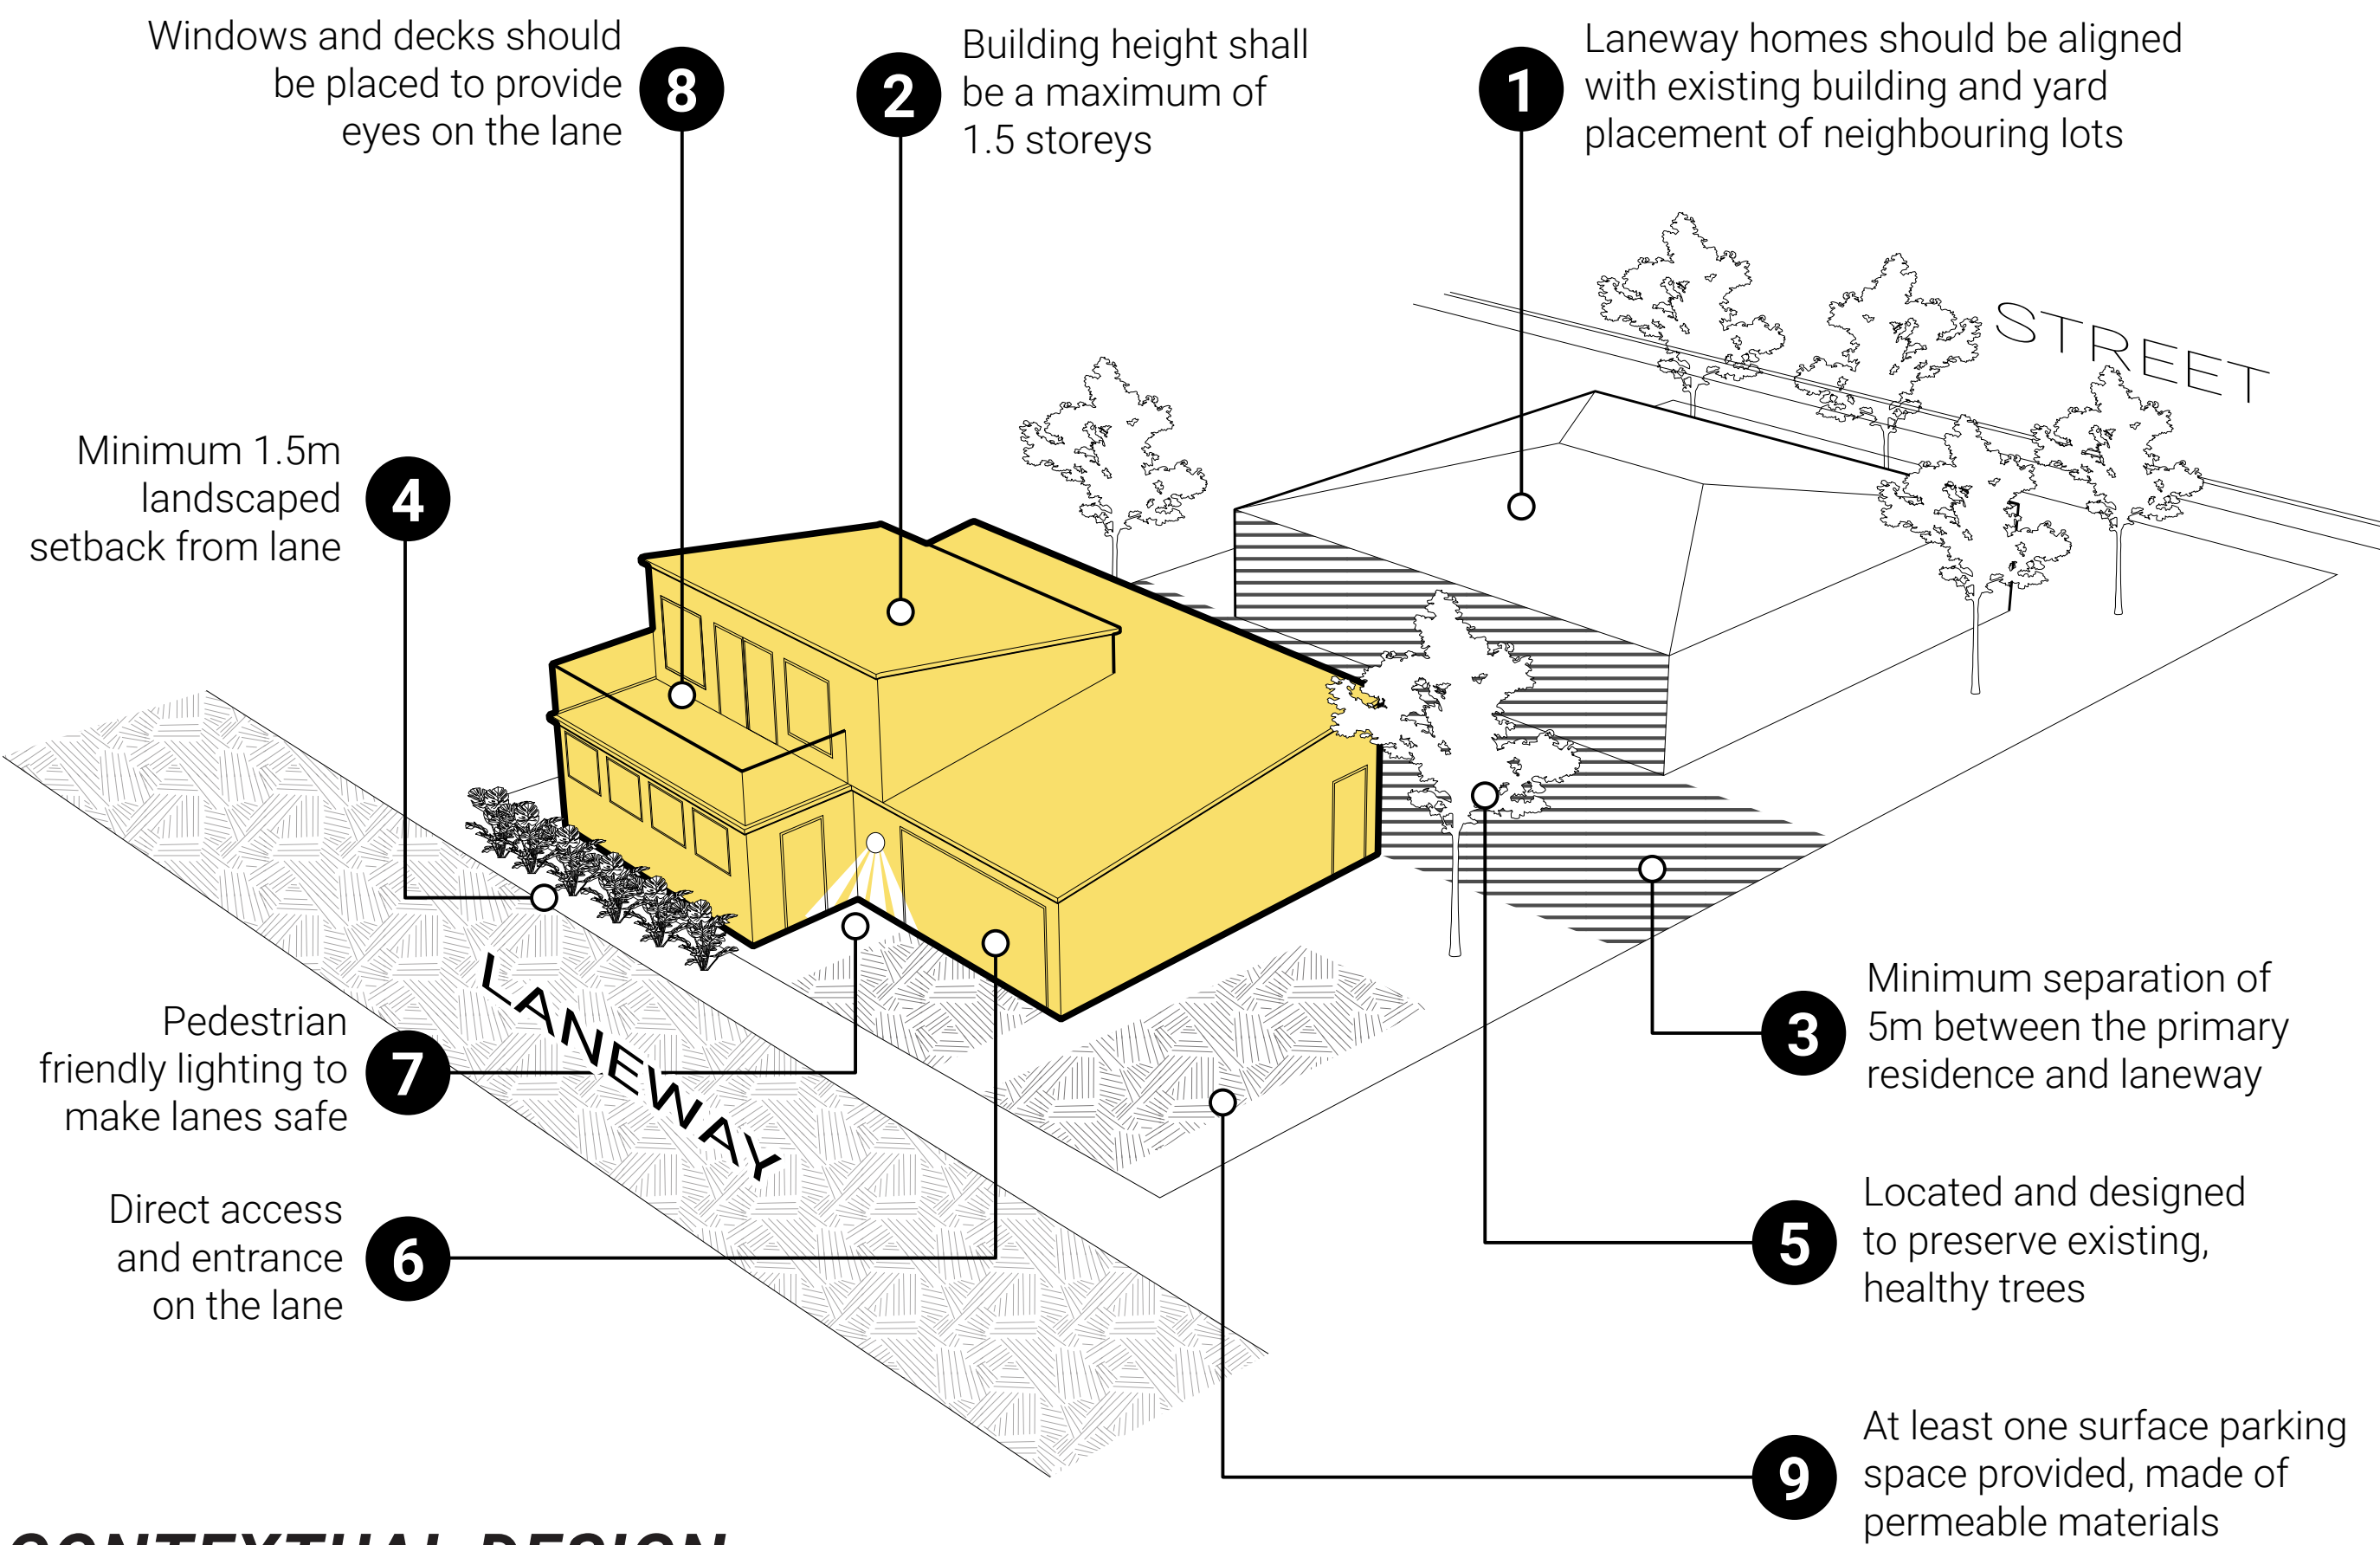 Windows and decks should
be placed to provide
eyes on the lane
8
2
Building height shall
be a maximum of
1.5 storeys
1
Laneway homes should be aligned
with existing building and yard
placement of neighbouring lots
STREET
Minimum 1.5m
landscaped
setback from lane
4
LANEWAY
Pedestrian
friendly lighting to
make lanes safe
7
Direct access
and entrance
on the lane
6
3
Minimum separation of
5m between the primary
residence and laneway
5
Located and designed
to preserve existing,
healthy trees
9
At least one surface parking
space provided, made of
permeable materials
CONTEXTUAL DESIGN